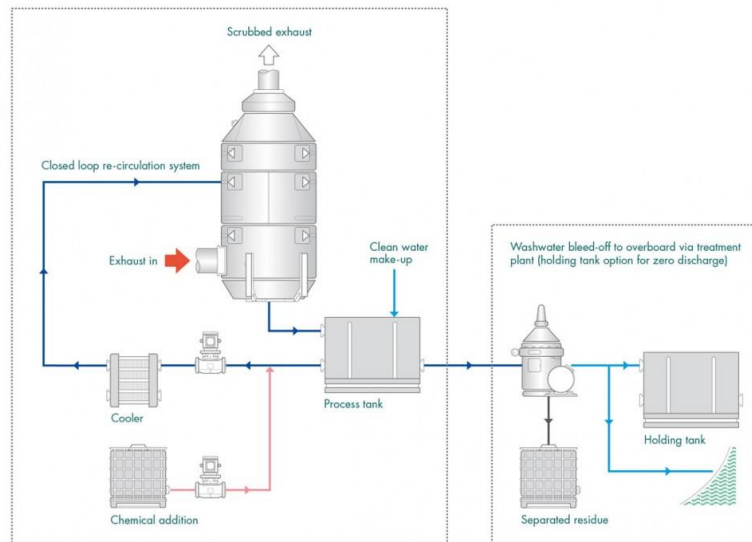 Scrubbed exhaust
Closed loop re-circulation system
Exhaust in
Clean water
make-up
Washwater bleed-off to overboard via treatment
plant (holding tank option for zero discharge)
Cooler
Process tank
Holding tank
Chemical addition
Separated residue